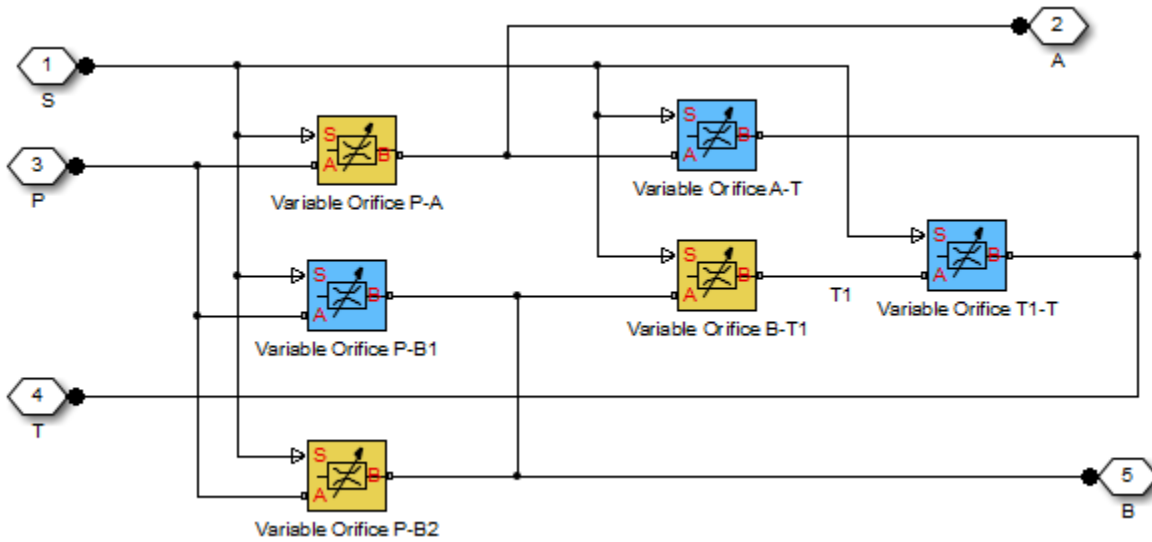 2
A
1
S
S
A
B
Variable Orifice P-A
S
A
B
Variable Orifice A-T
3
P
S
A
B
Variable Orifice P-B1
S
A
B
Variable Orifice B-T1
T1
S
A
B
Variable Orifice T1-T
4
T
S
A
B
Variable Orifice P-B2
5
B